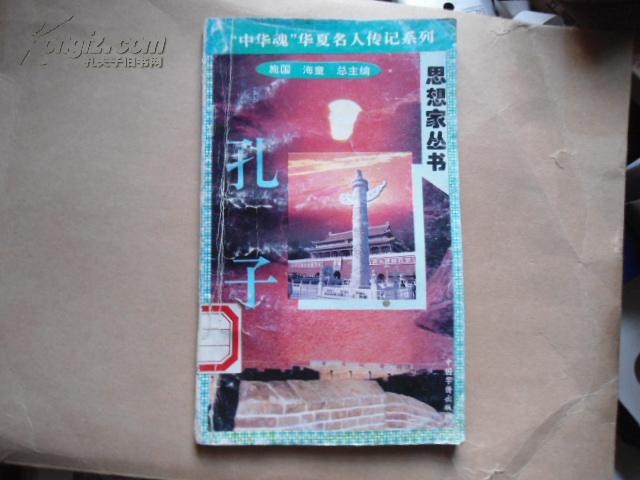 Kongfz.com
孔夫子旧书网
“中华魂”华夏名人传记系列
施国 海童 总主编
思想家丛书
孔子